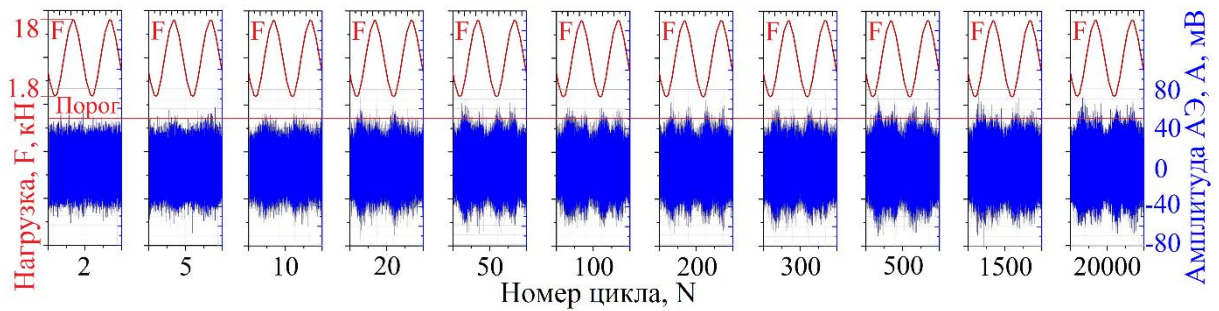 Нагрузка, F, кН
18
1.8
Порог
F
F
F
F
F
F
F
F
F
F
F
80
40
0
-40
-80
Амплитуда АЭ, A, мВ
2
5
10
20
50
100
200
300
500
1500
20000
Номер цикла, N